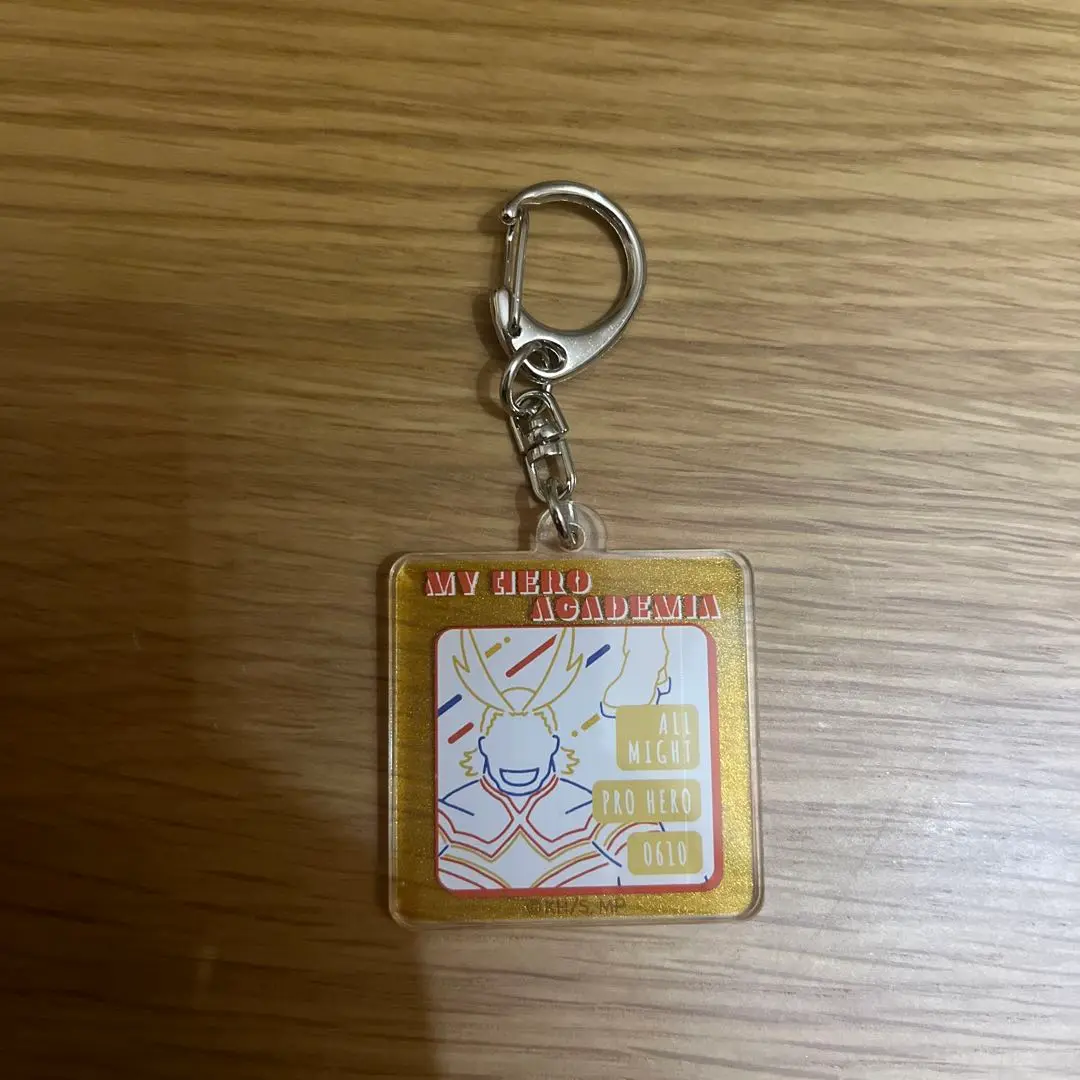 MY HERO
ACADEMIA
ALL
MIGHT
PRO HERO
0610
©KH/S, MP